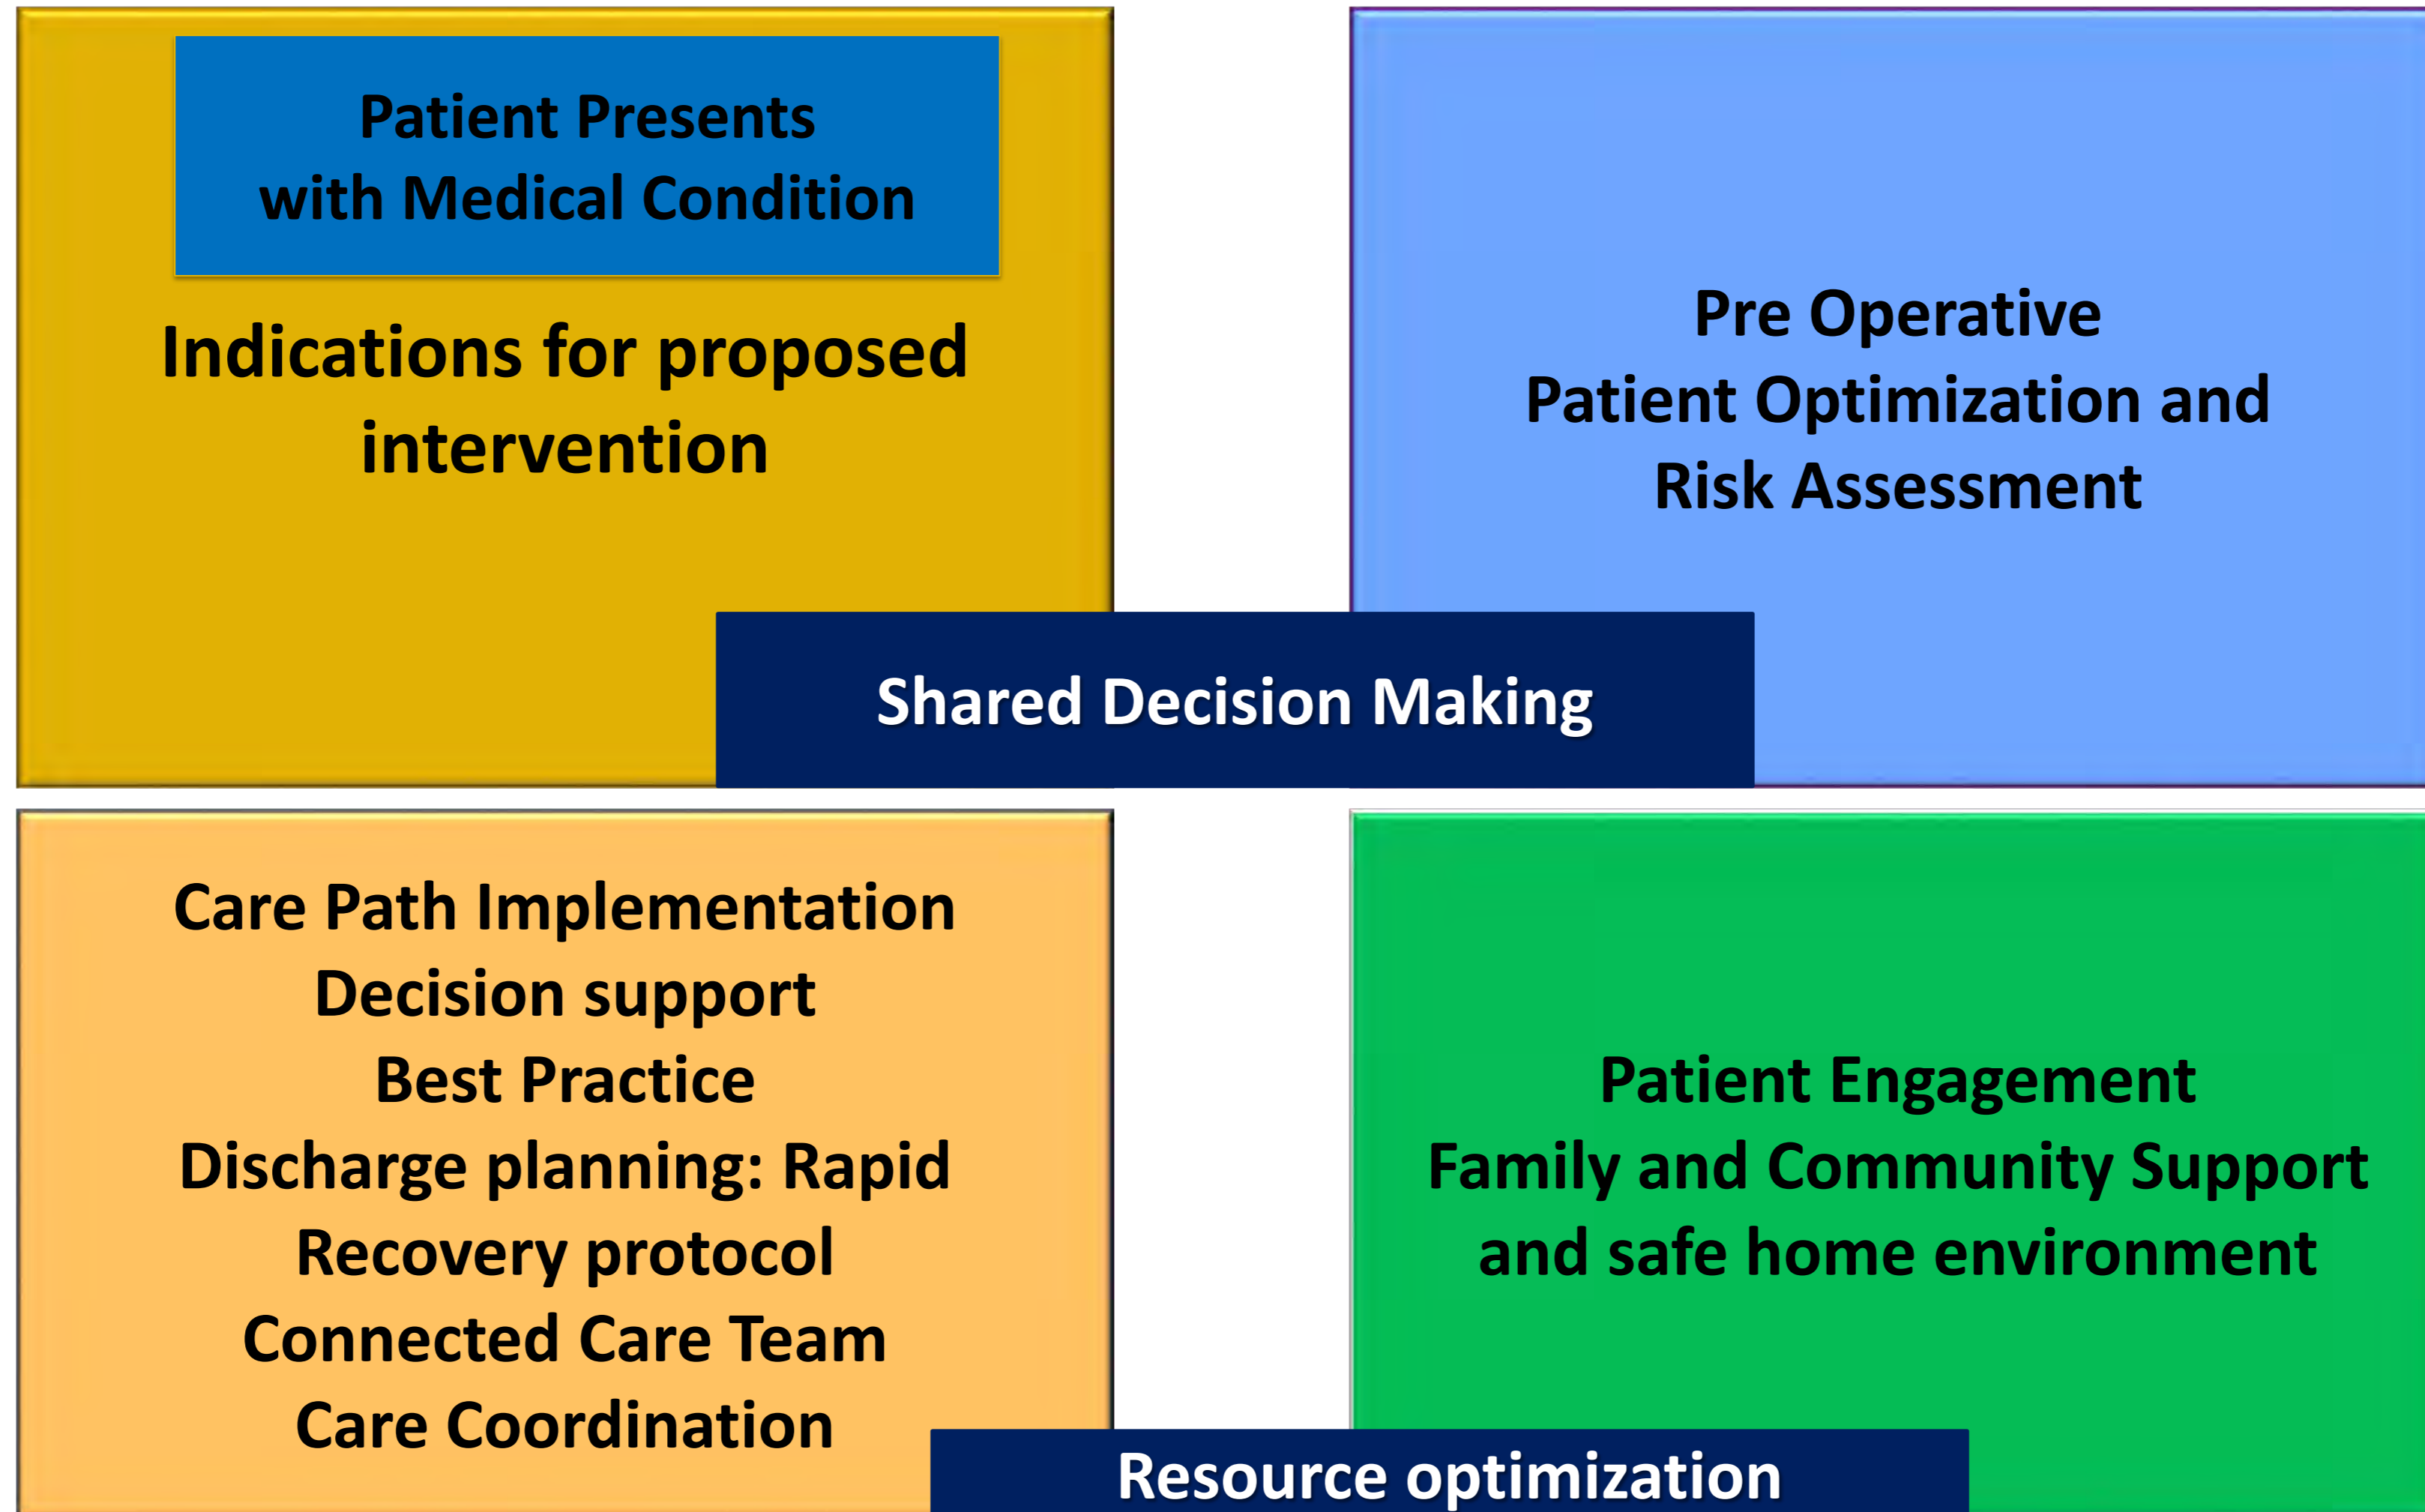 Patient Presents
with Medical Condition
Indications for proposed
intervention
Pre Operative
Patient Optimization and
Risk Assessment
Shared Decision Making
Care Path Implementation
Decision support
Best Practice
Discharge planning: Rapid
Recovery protocol
Connected Care Team
Care Coordination
Patient Engagement
Family and Community Support
and safe home environment
Resource optimization